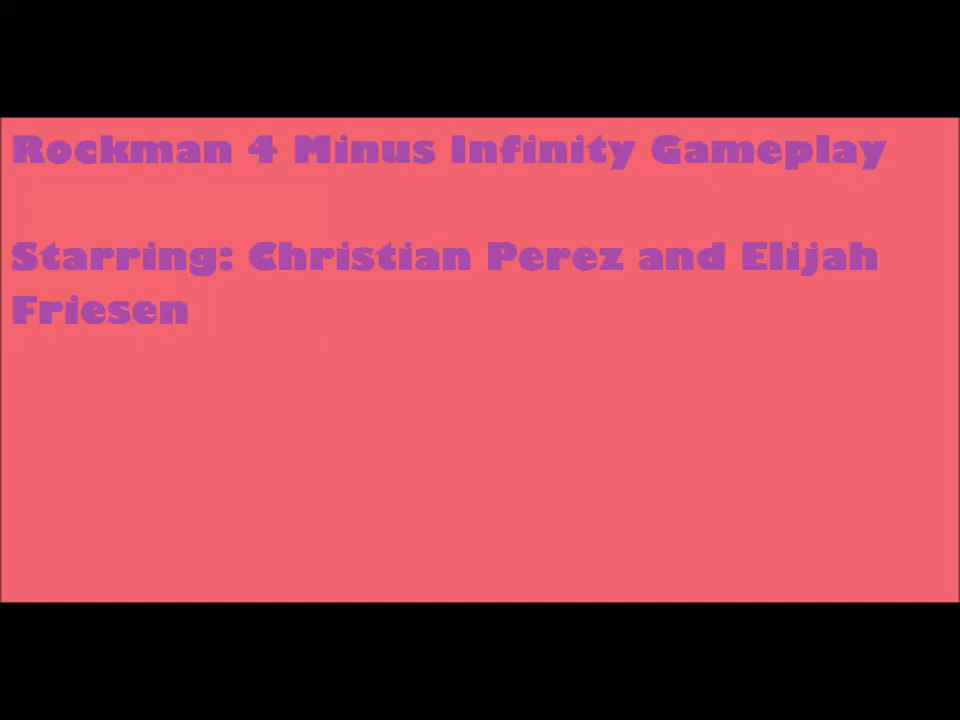 Rockman 4 Minus Infinity Gameplay
Starring: Christian Perez and Elijah
Friesen